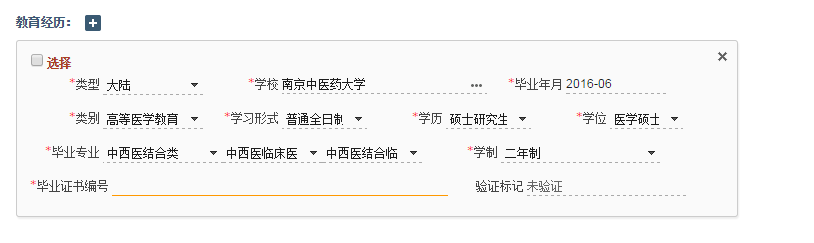 教育经历：
选择
*类型 大陆 *学校 南京中医药大学 *毕业年月 2016-06
*类别 高等医学教育 *学习形式 普通全日制 *学历 硕士研究生 *学位 医学硕士
*毕业专业 中西医结合类 中西医临床医 中西医结合临 *学制 二年制
*毕业证书编号 验证标记 未验证